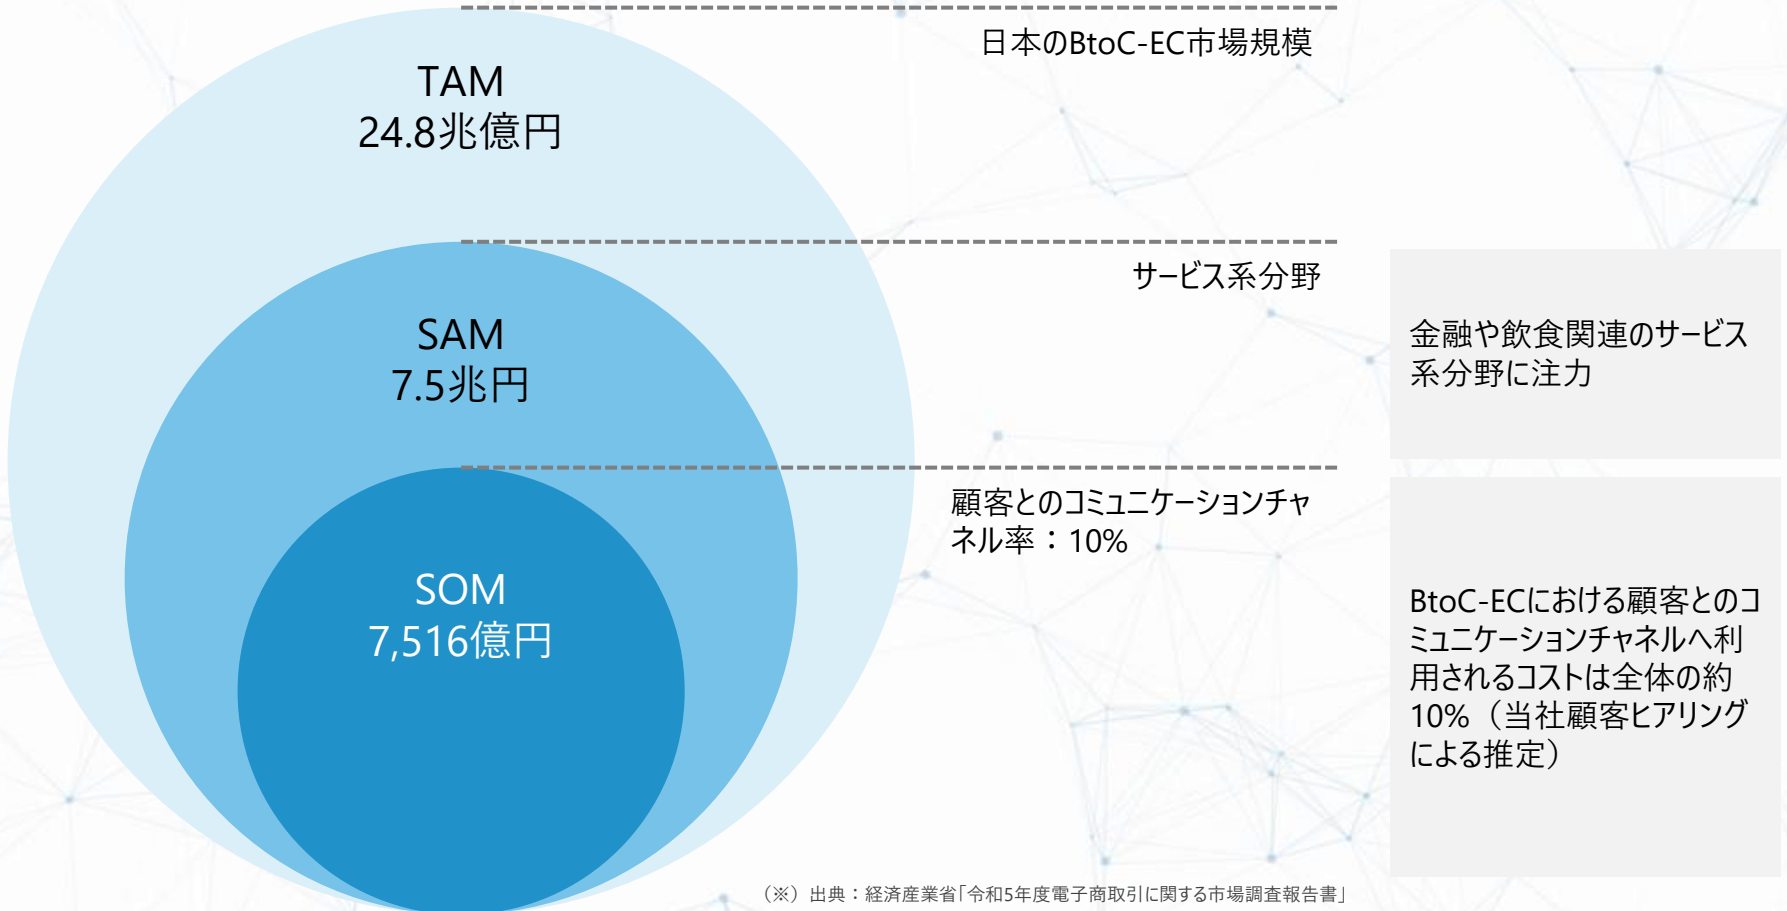 日本のBtoC-EC市場規模
TAM
24.8兆億円
サービス系分野
SAM
7.5兆円
金融や飲食関連のサービス
系分野に注力
顧客とのコミュニケーションチャ
ネル率：10%
SOM
7,516億円
BtoC-ECにおける顧客とのコ
ミュニケーションチャネルへ利
用されるコストは全体の約
10%（当社顧客ヒアリング
による推定）
（※）出典：経済産業省「令和5年度電子商取引に関する市場調査報告書」